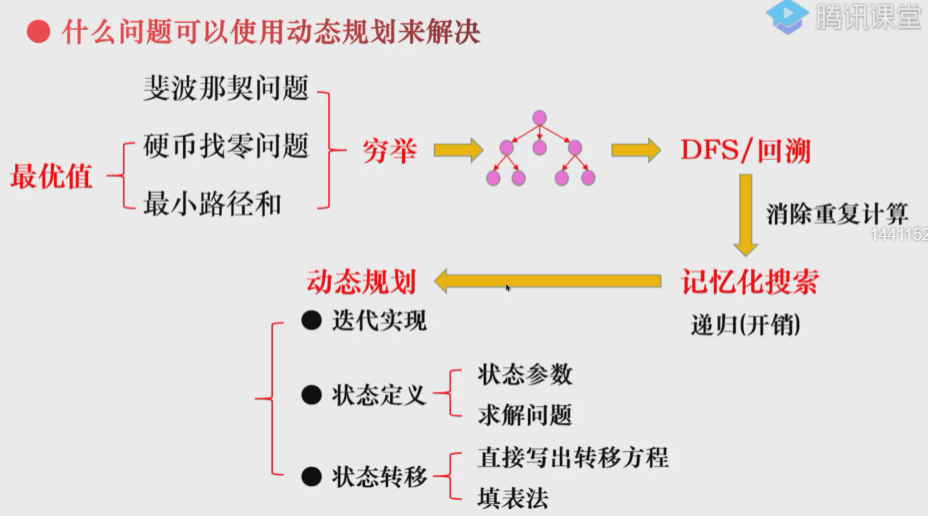 什么问题可以使用动态规划来解决
腾讯课堂
斐波那契问题
硬币找零问题
最优值
最小路径和
穷举
DFS/回溯
消除重复计算
1441152
动态规划
记忆化搜索
递归(开销)
迭代实现
状态定义
状态参数
求解问题
状态转移
直接写出转移方程
填表法